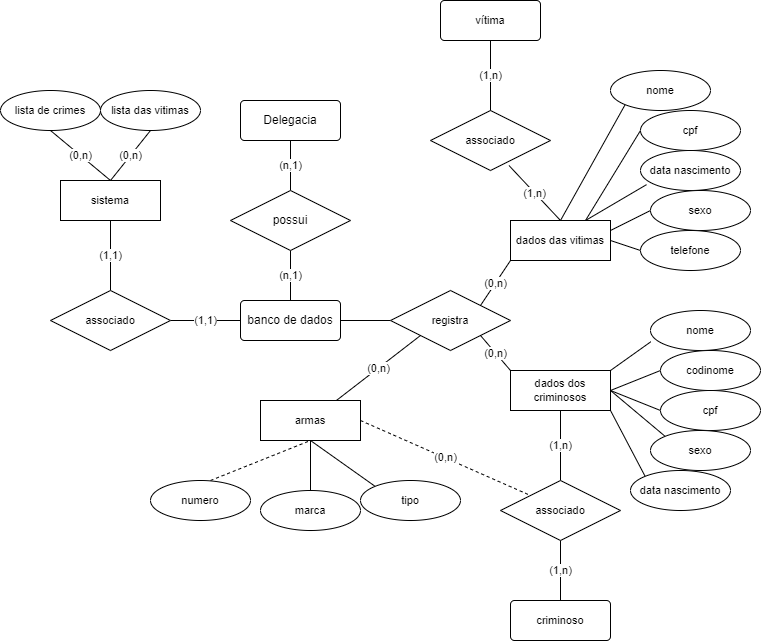 vítima
(1,n)
associado
(1,n)
nome
cpf
data nascimento
sexo
telefone
dados das vitimas
lista de crimes
lista das vitimas
(0,n)
(0,n)
sistema
(1,1)
associado
(1,1)
Delegacia
(n,1)
possui
(n,1)
banco de dados
registra
(0,n)
(0,n)
(0,n)
dados dos
criminosos
nome
codinome
cpf
sexo
data nascimento
armas
numero
marca
tipo
(0,n)
(1,n)
associado
(1,n)
criminoso